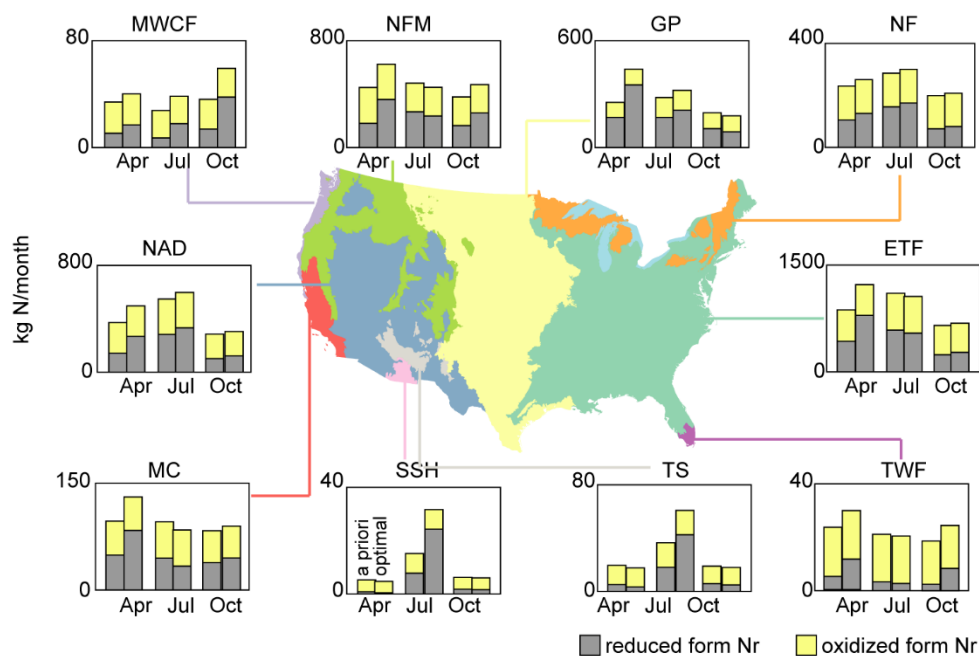 MWCF
NFM
GP
NF
80
0
Apr Jul Oct
800
0
Apr Jul Oct
600
0
Apr Jul Oct
400
0
Apr Jul Oct
kg N/month
NAD
800
0
Apr Jul Oct
ETF
1500
0
Apr Jul Oct
MC
150
0
Apr Jul Oct
SSH
40
0
a priori
optimal
Apr Jul Oct
TS
80
0
Apr Jul Oct
TWF
40
0
Apr Jul Oct
reduced form Nr
oxidized form Nr